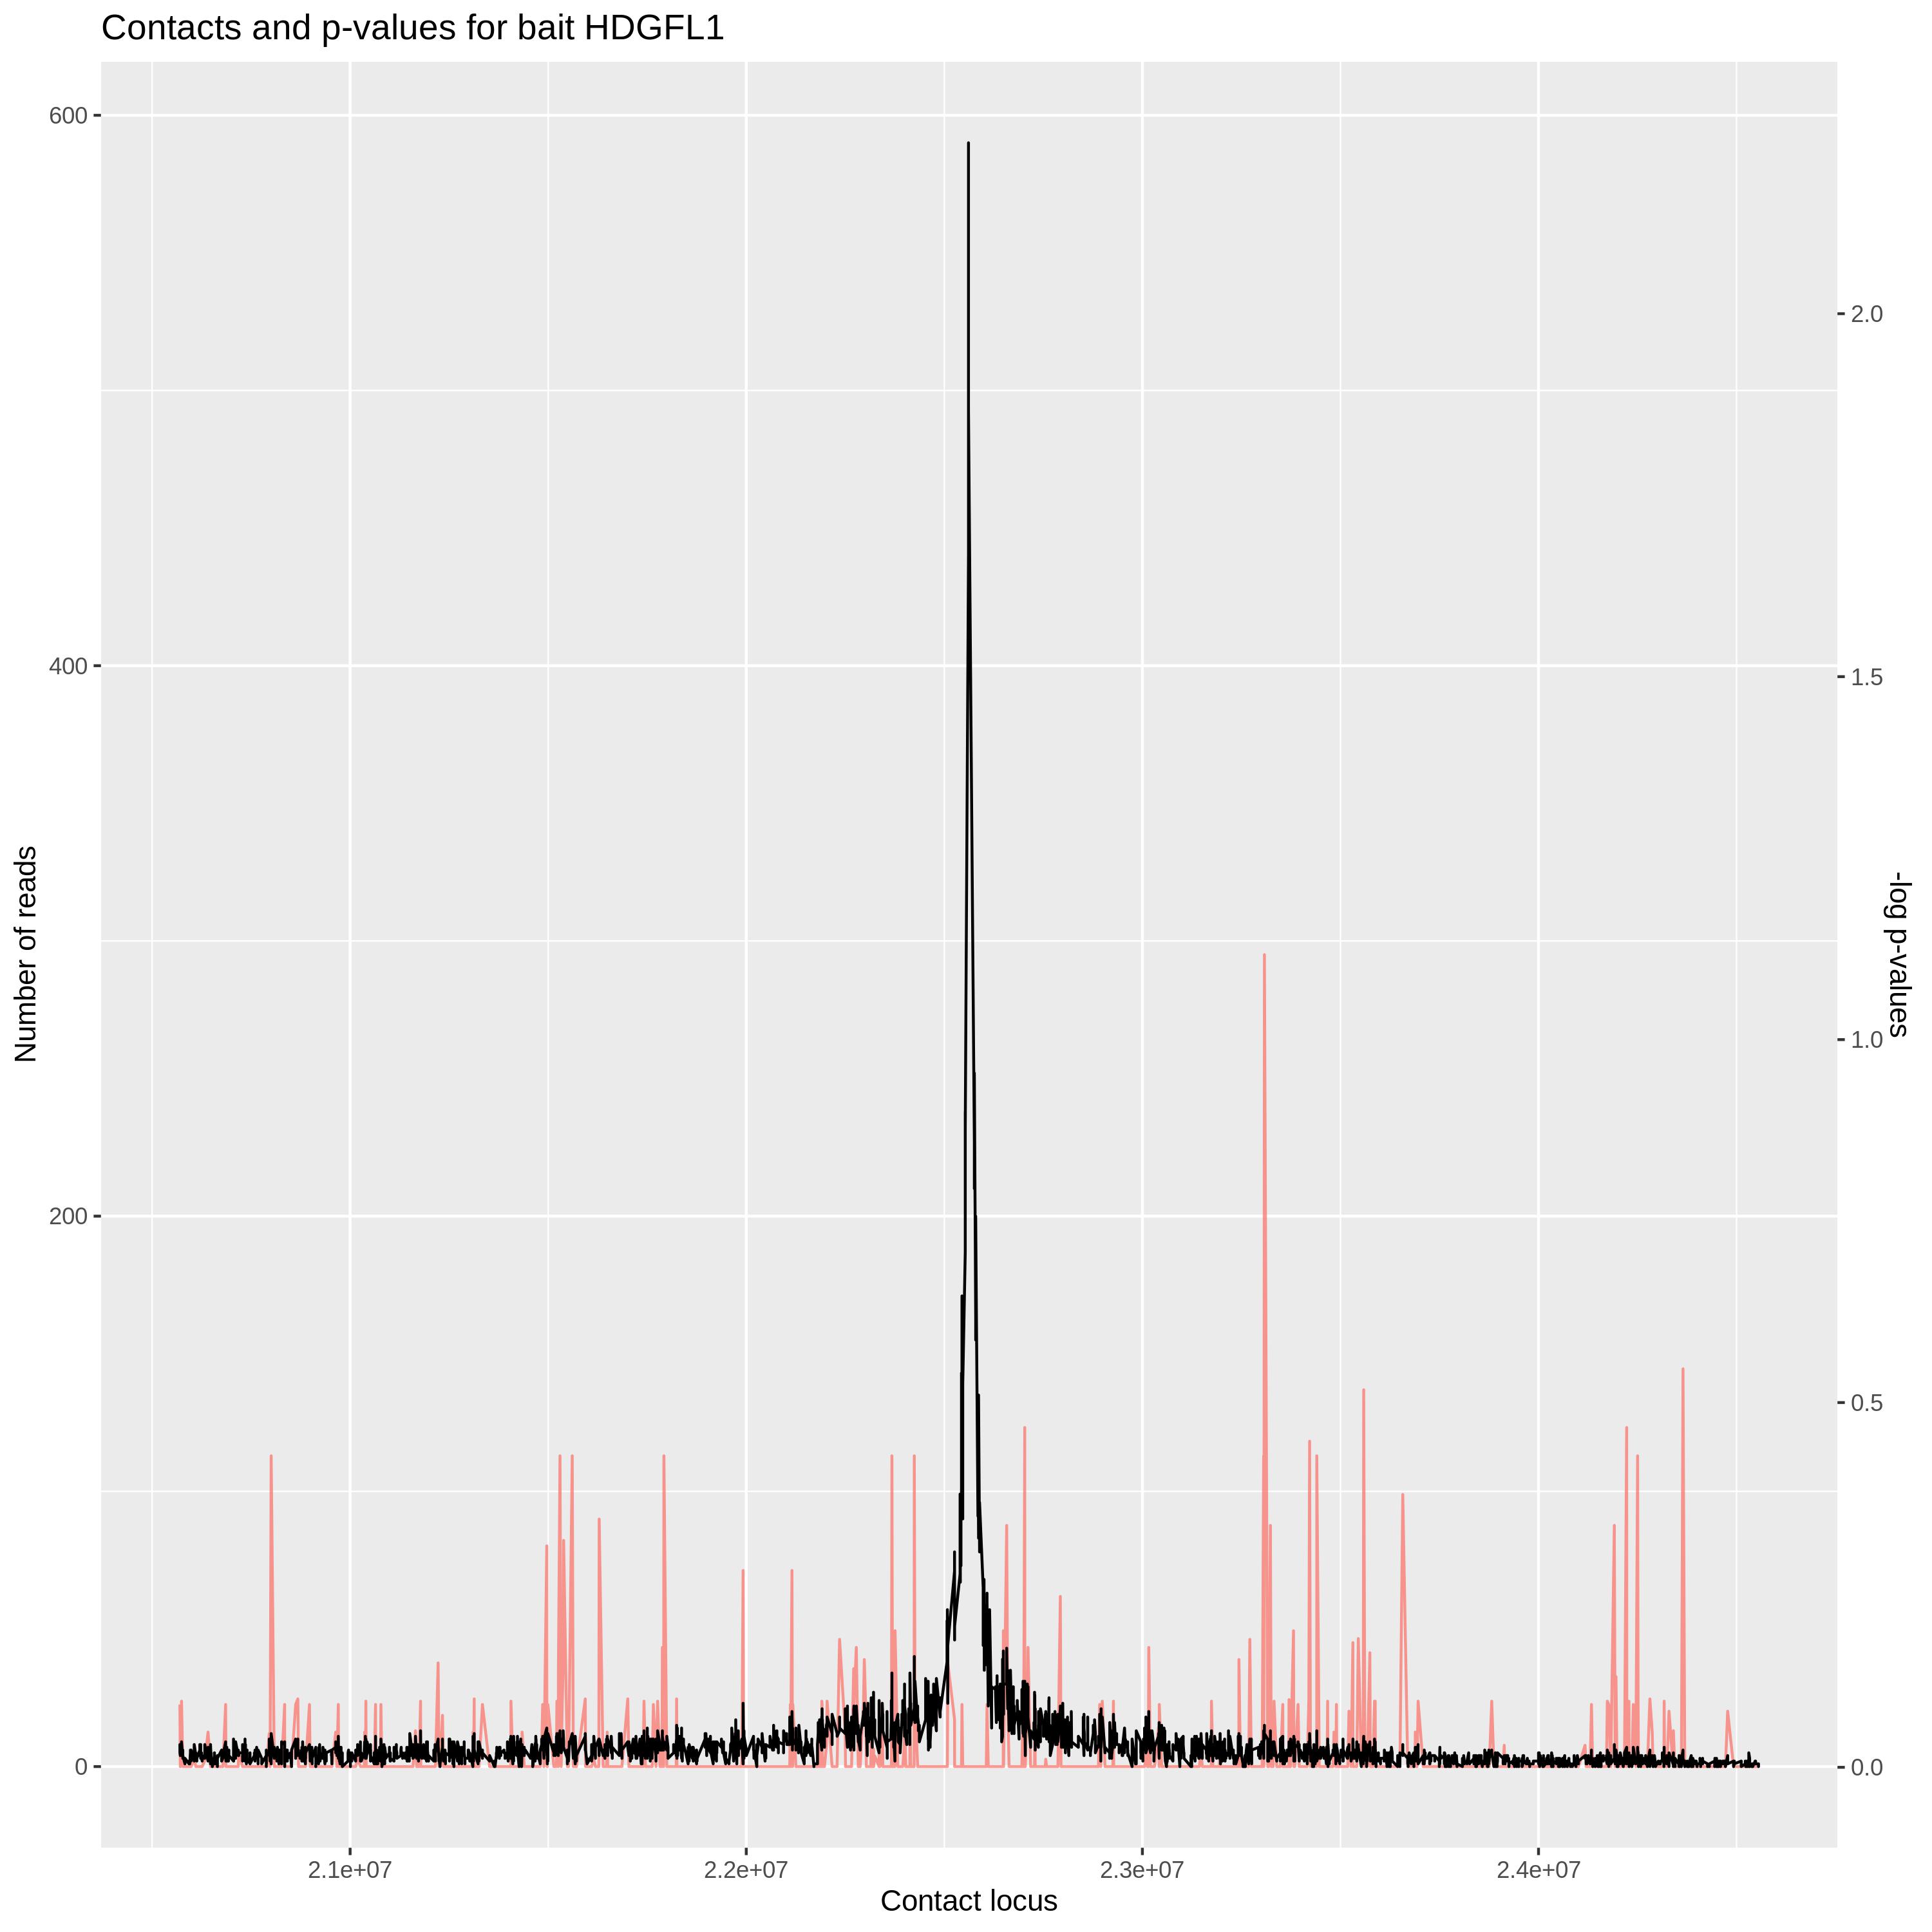 Contacts and p-values for bait HDGFL1
600
400
200
0
Number of reads
2.0
1.5
1.0
0.5
0.0
-log p-values
2.1e+07
2.2e+07
2.3e+07
2.4e+07
Contact locus